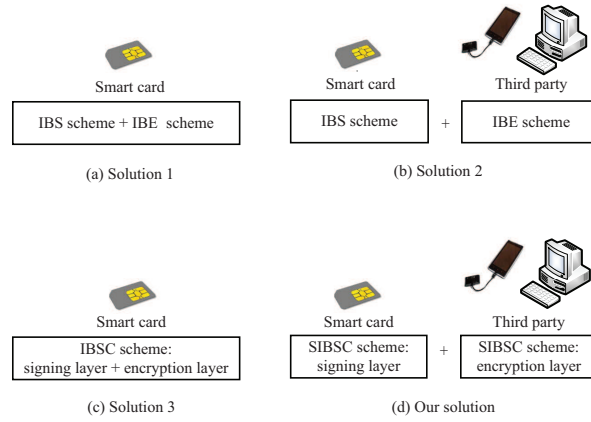 Smart card
IBS scheme + IBE scheme
(a) Solution 1
Smart card
Third party
IBS scheme
+
IBE scheme
(b) Solution 2
Smart card
IBSC scheme:
signing layer + encryption layer
(c) Solution 3
Smart card
Third party
SIBSC scheme:
signing layer
+
SIBSC scheme:
encryption layer
(d) Our solution